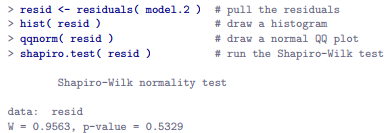 > resid <- residuals( model.2 ) # pull the residuals
> hist( resid ) # draw a histogram
> qqnorm( resid ) # draw a normal QQ plot
> shapiro.test( resid ) # run the Shapiro-Wilk test
Shapiro-Wilk normality test
data: resid
W = 0.9563, p-value = 0.5329